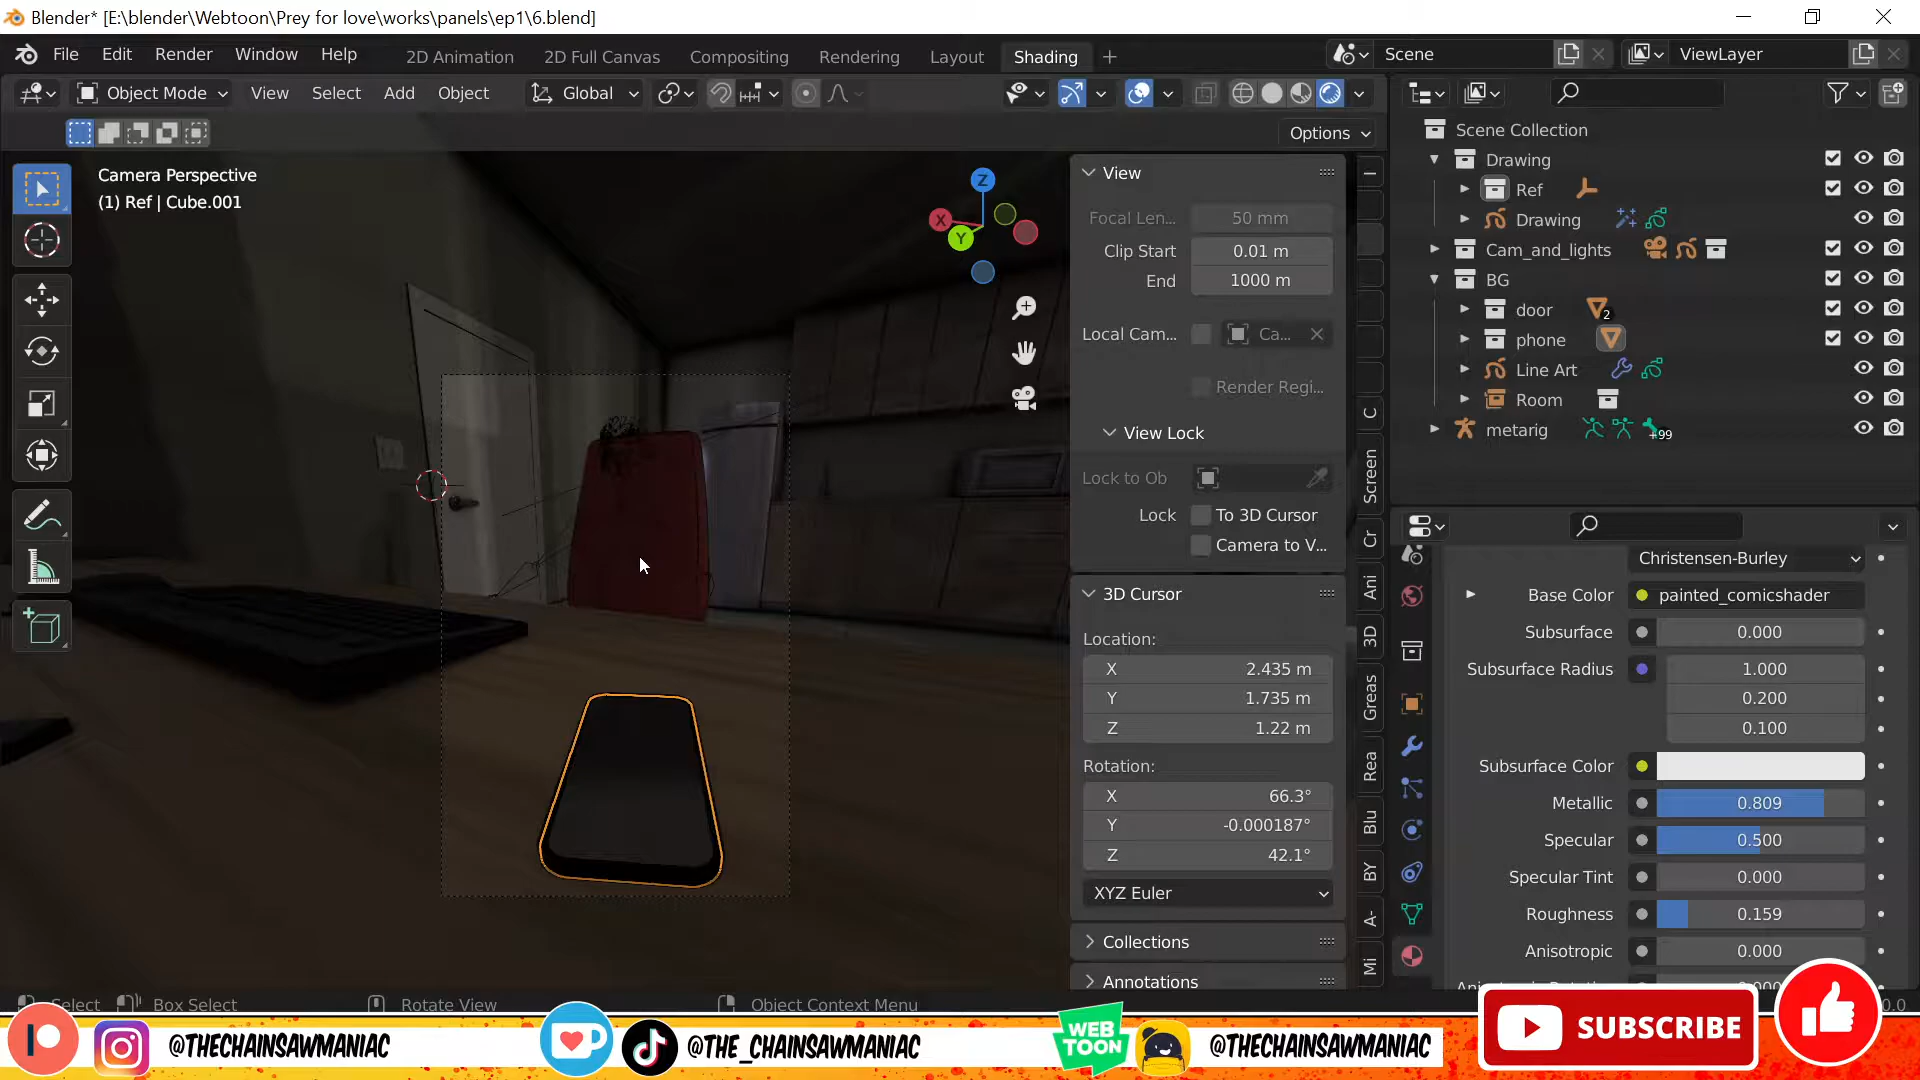 Blender* [E:\blender\Webtoon\Prey for love\works\panels\ep1\6.blend]
File Edit Render Window Help 2D Animation 2D Full Canvas Compositing Rendering Layout Shading + Scene ViewLayer
Object Mode View Select Add Object Global
Options
Camera Perspective
(1) Ref | Cube.001
Z
X
Y
View
Focal Len... 50 mm
Clip Start 0.01 m
End 1000 m
Local Cam... Ca...
Render Regi...
View Lock
Lock to Ob
Lock To 3D Cursor
Camera to V...
3D Cursor
Location:
X 2.435 m
Y 1.735 m
Z 1.22 m
Rotation:
X 66.3°
Y -0.000187°
Z 42.1°
XYZ Euler
Collections
Annotations
I
C
Screen
Cr
Ani
3D
Greas
Rea
Blu
BY
A-
Mi
Scene Collection
Drawing
Ref
Drawing
Cam_and_lights
BG
door 2
phone
Line Art
Room
metarig +99
Christensen-Burley
Base Color painted_comicshader
Subsurface 0.000
Subsurface Radius 1.000
0.200
0.100
Subsurface Color
Metallic 0.809
Specular 0.500
Specular Tint 0.000
Roughness 0.159
Anisotropic 0.000
Select Box Select Rotate View Object Context Menu
@THECHAINSAWMANIAC @THE_CHAINSAWMANIAC WEBTOON @THECHAINSAWMANIAC SUBSCRIBE